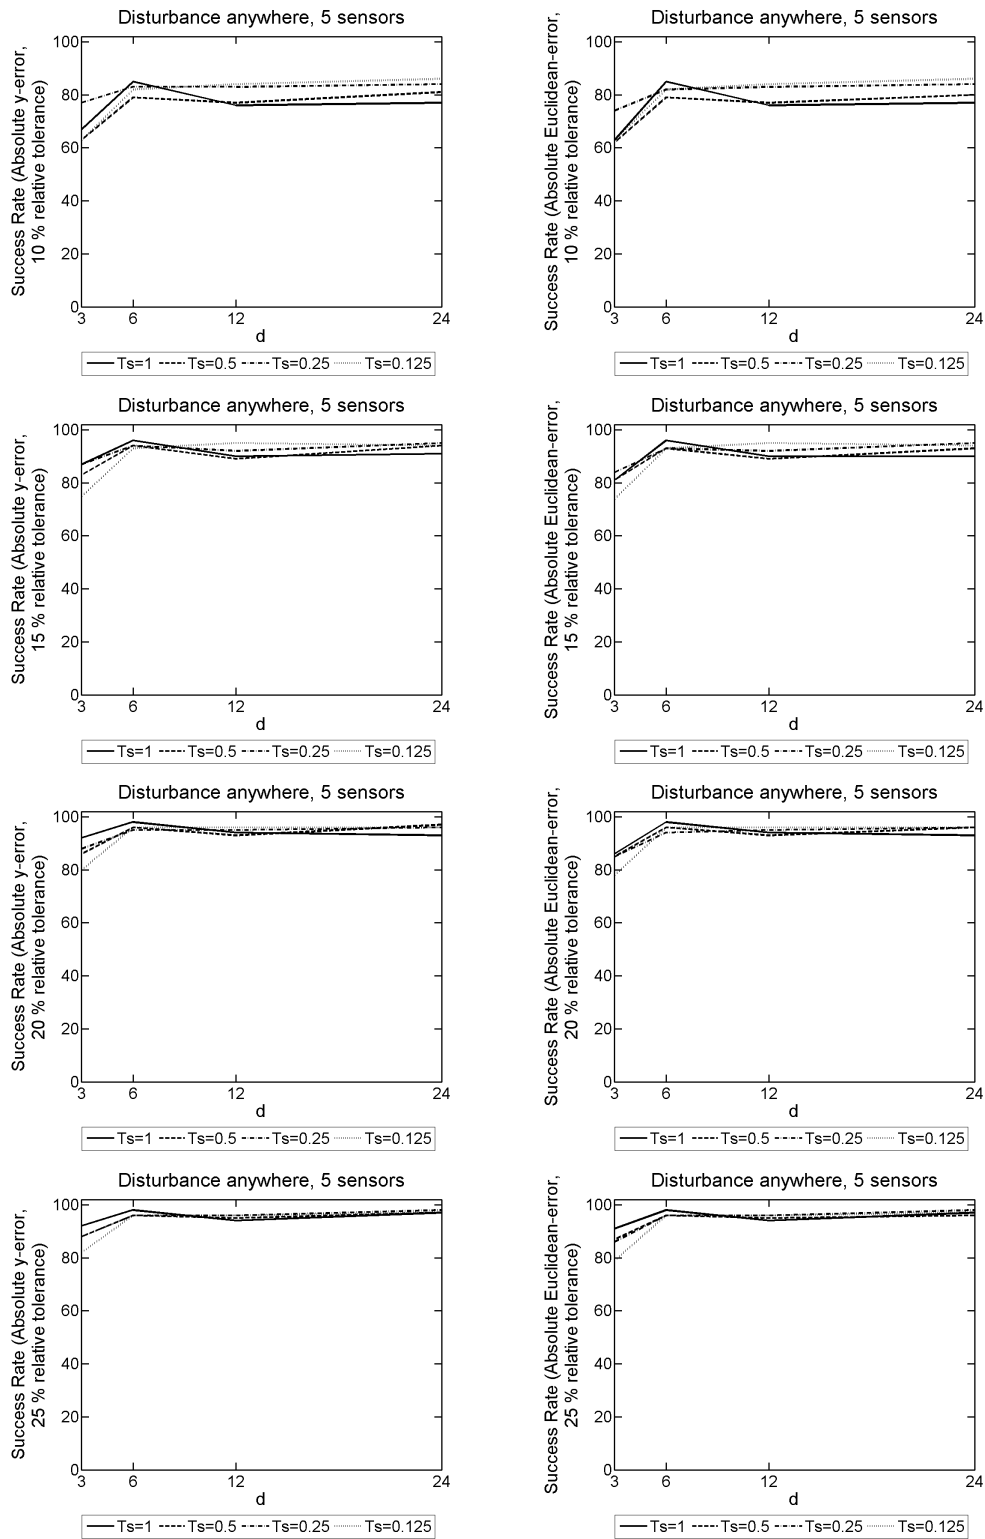 Disturbance anywhere, 5 sensors
Success Rate (Absolute y-error,
10 % relative tolerance)
100
80
60
40
20
0
3 6 12 24
d
Ts=1 Ts=0.5 Ts=0.25 Ts=0.125
Disturbance anywhere, 5 sensors
Success Rate (Absolute Euclidean-error,
10 % relative tolerance)
100
80
60
40
20
0
3 6 12 24
d
Ts=1 Ts=0.5 Ts=0.25 Ts=0.125
Disturbance anywhere, 5 sensors
Success Rate (Absolute y-error,
15 % relative tolerance)
100
80
60
40
20
0
3 6 12 24
d
Ts=1 Ts=0.5 Ts=0.25 Ts=0.125
Disturbance anywhere, 5 sensors
Success Rate (Absolute Euclidean-error,
15 % relative tolerance)
100
80
60
40
20
0
3 6 12 24
d
Ts=1 Ts=0.5 Ts=0.25 Ts=0.125
Disturbance anywhere, 5 sensors
Success Rate (Absolute y-error,
20 % relative tolerance)
100
80
60
40
20
0
3 6 12 24
d
Ts=1 Ts=0.5 Ts=0.25 Ts=0.125
Disturbance anywhere, 5 sensors
Success Rate (Absolute Euclidean-error,
20 % relative tolerance)
100
80
60
40
20
0
3 6 12 24
d
Ts=1 Ts=0.5 Ts=0.25 Ts=0.125
Disturbance anywhere, 5 sensors
Success Rate (Absolute y-error,
25 % relative tolerance)
100
80
60
40
20
0
3 6 12 24
d
Ts=1 Ts=0.5 Ts=0.25 Ts=0.125
Disturbance anywhere, 5 sensors
Success Rate (Absolute Euclidean-error,
25 % relative tolerance)
100
80
60
40
20
0
3 6 12 24
d
Ts=1 Ts=0.5 Ts=0.25 Ts=0.125